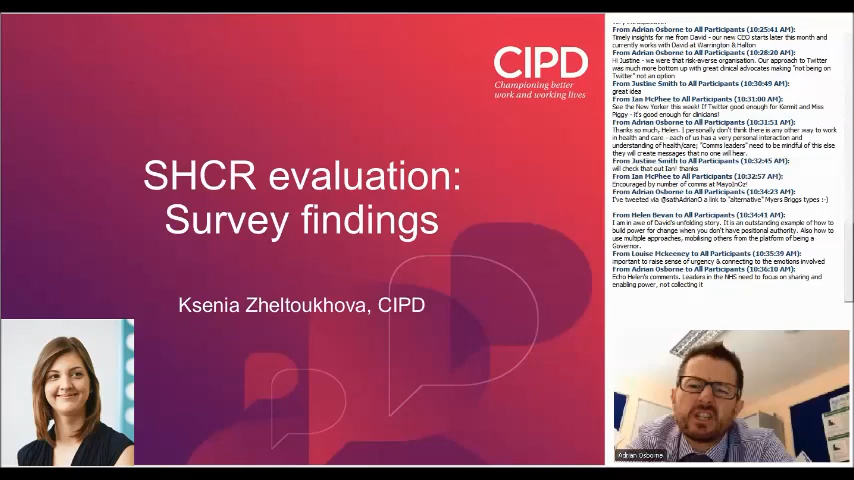 CIPD
Championing better
work and working lives
SHCR evaluation:
Survey findings
Ksenia Zheltoukhova, CIPD
From Adrian Osborne to All Participants (10:25:41 AM):
Timely insights for me from David - our new CEO starts later this month and
currently works with David at Warrington & Halton
From Adrian Osborne to All Participants (10:28:20 AM):
Hi Justine - we were that risk-averse organisation. Our approach to Twitter
was much more bottom up with great clinical advocates making "not being on
Twitter" not an option
From Justine Smith to All Participants (10:30:49 AM):
great idea
From Ian McPhee to All Participants (10:31:00 AM):
See the New Yorker this week! If Twitter good enough for Kermit and Miss
Piggy - it's good enough for clinicians!
From Adrian Osborne to All Participants (10:31:51 AM):
Thanks so much, Helen. I personally don't think there is any other way to work
in health and care - each of us has a very personal interaction and
understanding of health/care; "Comms leaders" need to be mindful of this else
they will create messages that no one will hear.
From Justine Smith to All Participants (10:32:45 AM):
will check that out Ian! thanks
From Ian McPhee to All Participants (10:32:57 AM):
Encouraged by number of comms at MayoInOz!
From Adrian Osborne to All Participants (10:34:23 AM):
I've tweeted via @sathAdrianO a link to "alternative" Myers Briggs types :-)
From Helen Bevan to All Participants (10:34:41 AM):
I am in awe of David's unfolding story. It is an outstanding example of how to
build power for change when you don't have positional authority. Also how to
use multiple approaches, mobilising others from the platform of being a
Governor.
From Louise Mckeeney to All Participants (10:35:39 AM):
important to raise sense of urgency & connecting to the emotions involved
From Adrian Osborne to All Participants (10:36:10 AM):
Echo Helen's comments. Leaders in the NHS need to focus on sharing and
enabling power, not collecting it
Adrian Osborne